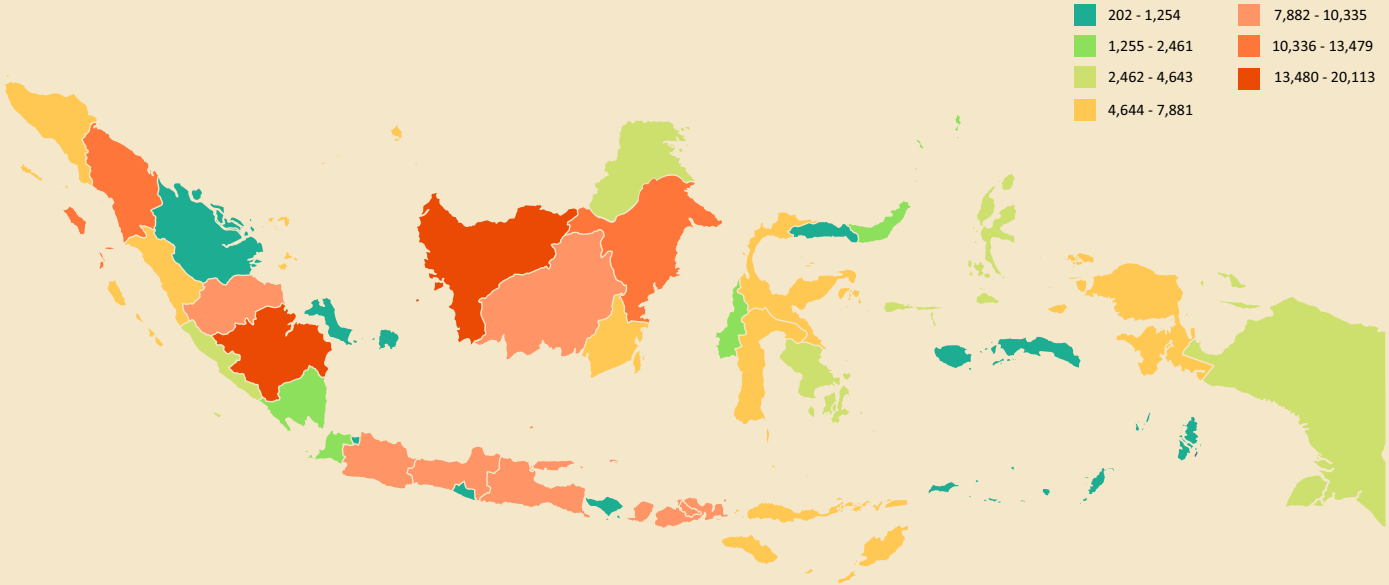 202 - 1,254
1,255 - 2,461
2,462 - 4,643
4,644 - 7,881
7,882 - 10,335
10,336 - 13,479
13,480 - 20,113